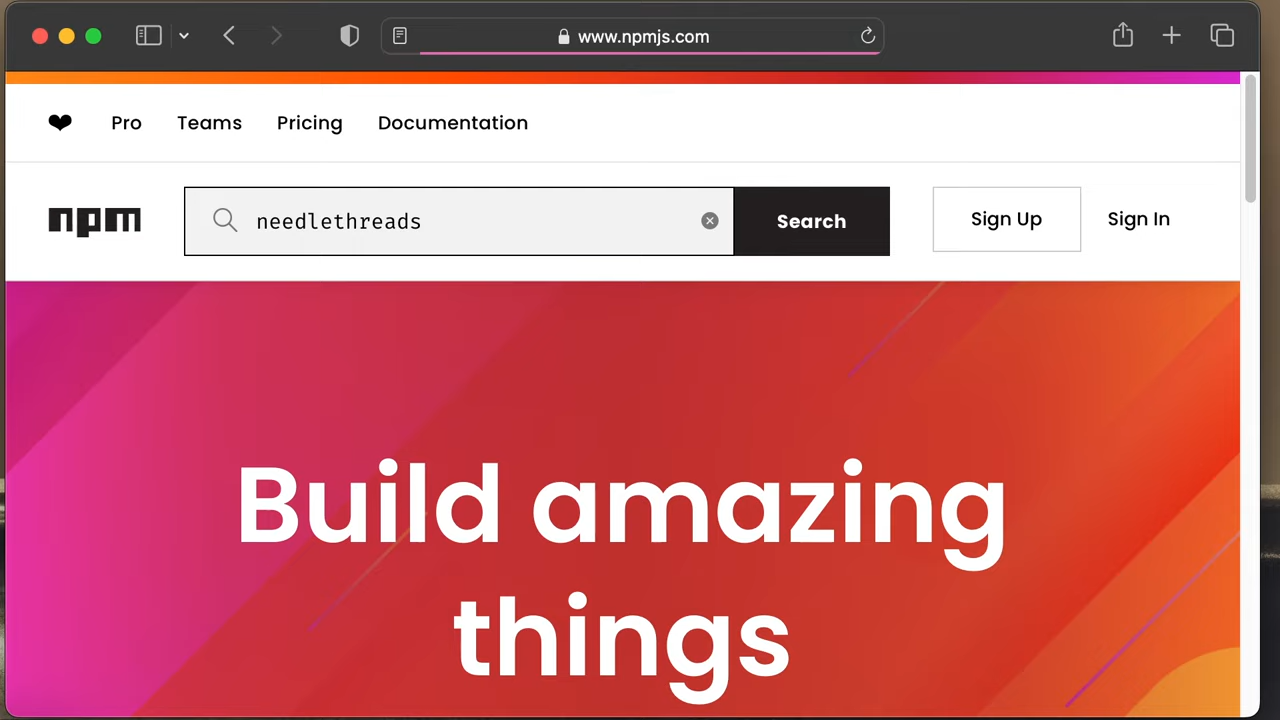 www.npmjs.com
❤ Pro Teams Pricing Documentation
npm needlethreads Search Sign Up Sign In
Build amazing
things